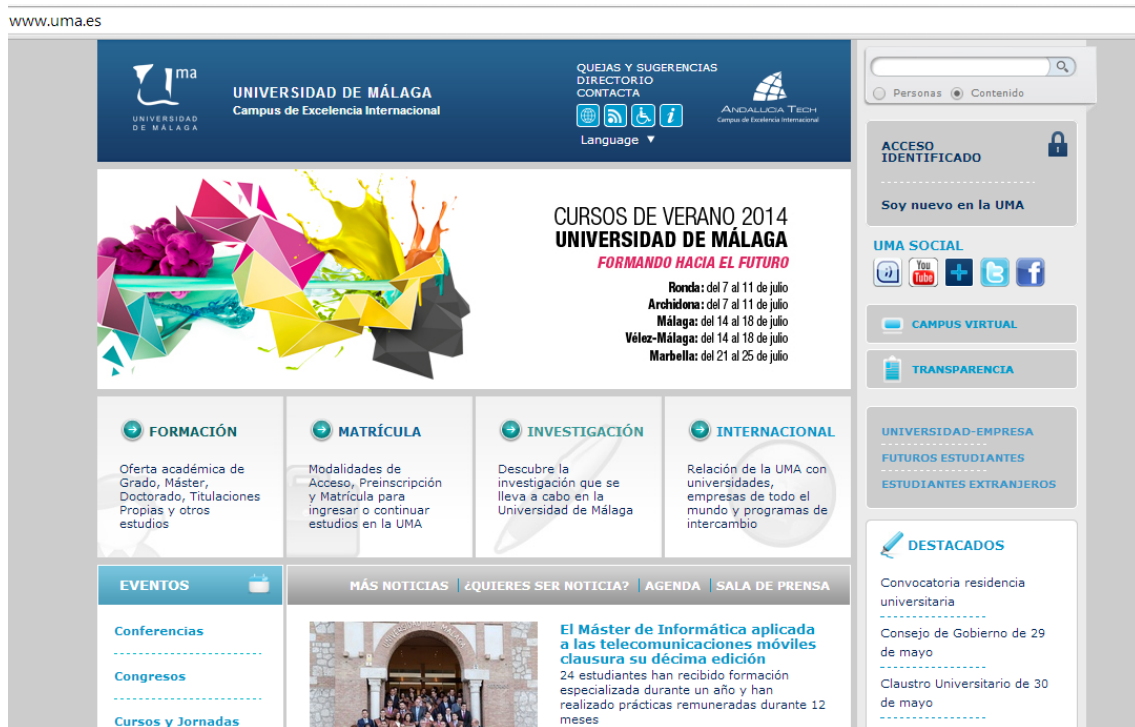 www.uma.es
uma
UNIVERSIDAD
DE MÁLAGA
UNIVERSIDAD DE MÁLAGA
Campus de Excelencia Internacional
QUEJAS Y SUGERENCIAS
DIRECTORIO
CONTACTA
Language ▼
ANDALUCIA TECH
Campus de Excelencia Internacional
Personas
Contenido
ACCESO
IDENTIFICADO
Soy nuevo en la UMA
UMA SOCIAL
You
Tube
CAMPUS VIRTUAL
TRANSPARENCIA
UNIVERSIDAD-EMPRESA
FUTUROS ESTUDIANTES
ESTUDIANTES EXTRANJEROS
DESTACADOS
Convocatoria residencia
universitaria
Consejo de Gobierno de 29
de mayo
Claustro Universitario de 30
de mayo
CURSOS DE VERANO 2014
UNIVERSIDAD DE MÁLAGA
FORMANDO HACIA EL FUTURO
Ronda: del 7 al 11 de julio
Archidona: del 7 al 11 de julio
Málaga: del 14 al 18 de julio
Vélez-Málaga: del 14 al 18 de julio
Marbella: del 21 al 25 de julio
FORMACIÓN
Oferta académica de
Grado, Máster,
Doctorado, Titulaciones
Propias y otros
estudios
MATRÍCULA
Modalidades de
Acceso, Preinscripción
y Matrícula para
ingresar o continuar
estudios en la UMA
INVESTIGACIÓN
Descubre la
investigación que se
lleva a cabo en la
Universidad de Málaga
INTERNACIONAL
Relación de la UMA con
universidades,
empresas de todo el
mundo y programas de
intercambio
EVENTOS
Conferencias
Congresos
Cursos y Jornadas
MÁS NOTICIAS | ¿QUIERES SER NOTICIA? | AGENDA | SALA DE PRENSA
El Máster de Informática aplicada
a las telecomunicaciones móviles
clausura su décima edición
24 estudiantes han recibido formación
especializada durante un año y han
realizado prácticas remuneradas durante 12
meses